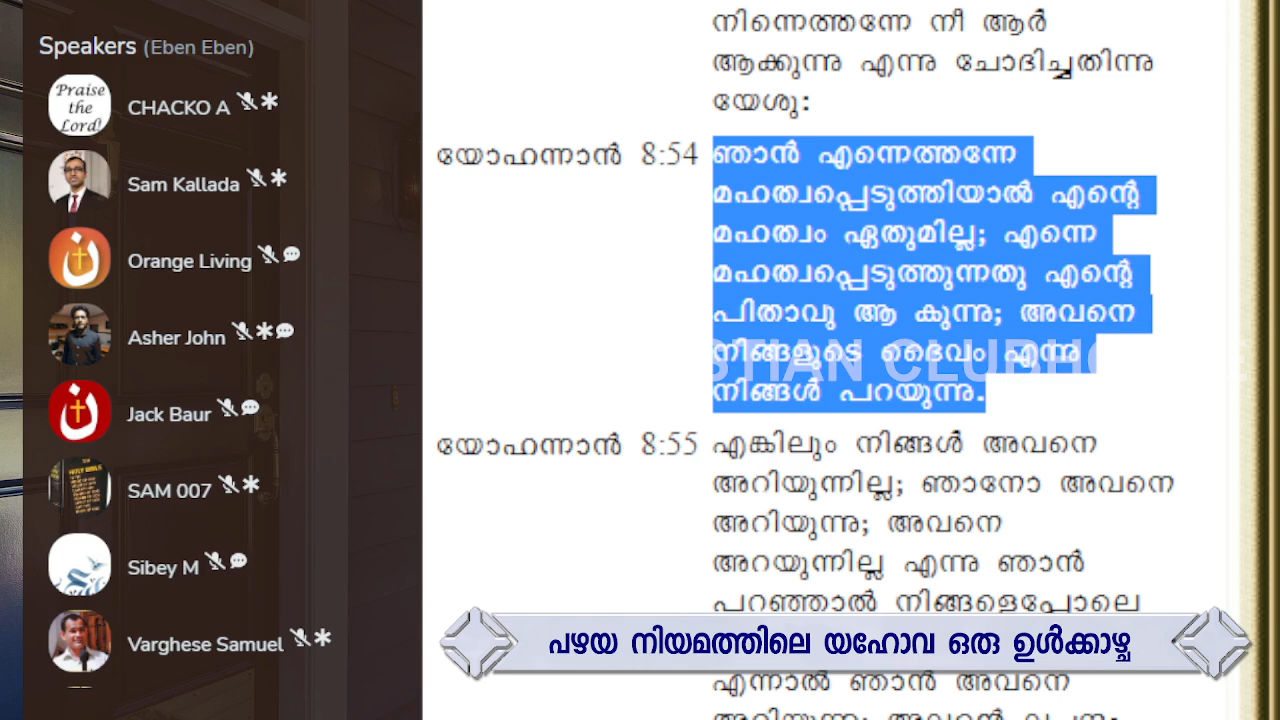 Speakers (Eben Eben)
Praise
the
Lord!
CHACKO A
Sam Kallada
Orange Living
Asher John
Jack Baur
SAM 007
Sibey M
Varghese Samuel
നിന്നെത്തന്നേ നീ ആർ
ആക്കുന്നു എന്നു ചോദിച്ചതിന്നു
യേശു:
യോഹന്നാൻ 8:54 ഞാൻ എന്നെത്തന്നേ
മഹത്വപ്പെടുത്തിയാൽ എന്റെ
മഹത്വം ഏതുമില്ല; എന്നെ
മഹത്വപ്പെടുത്തുന്നതു എന്റെ
പിതാവു ആ കുന്നു; അവനെ
നിങ്ങളുടെ ദൈവം എന്നു
STIAN CLUBH
നിങ്ങൾ പറയുന്നു.
യോഹന്നാൻ 8:55 എങ്കിലും നിങ്ങൾ അവനെ
അറിയുന്നില്ല; ഞാനോ അവനെ
അറിയുന്നു; അവനെ
അറയുന്നില്ല എന്നു ഞാൻ
പറഞ്ഞാൽ നിങ്ങളെപ്പോലെ
പഴയ നിയമത്തിലെ യഹോവ ഒരു ഉൾക്കാഴ്ച
എന്നാൽ ഞാൻ അവനെ